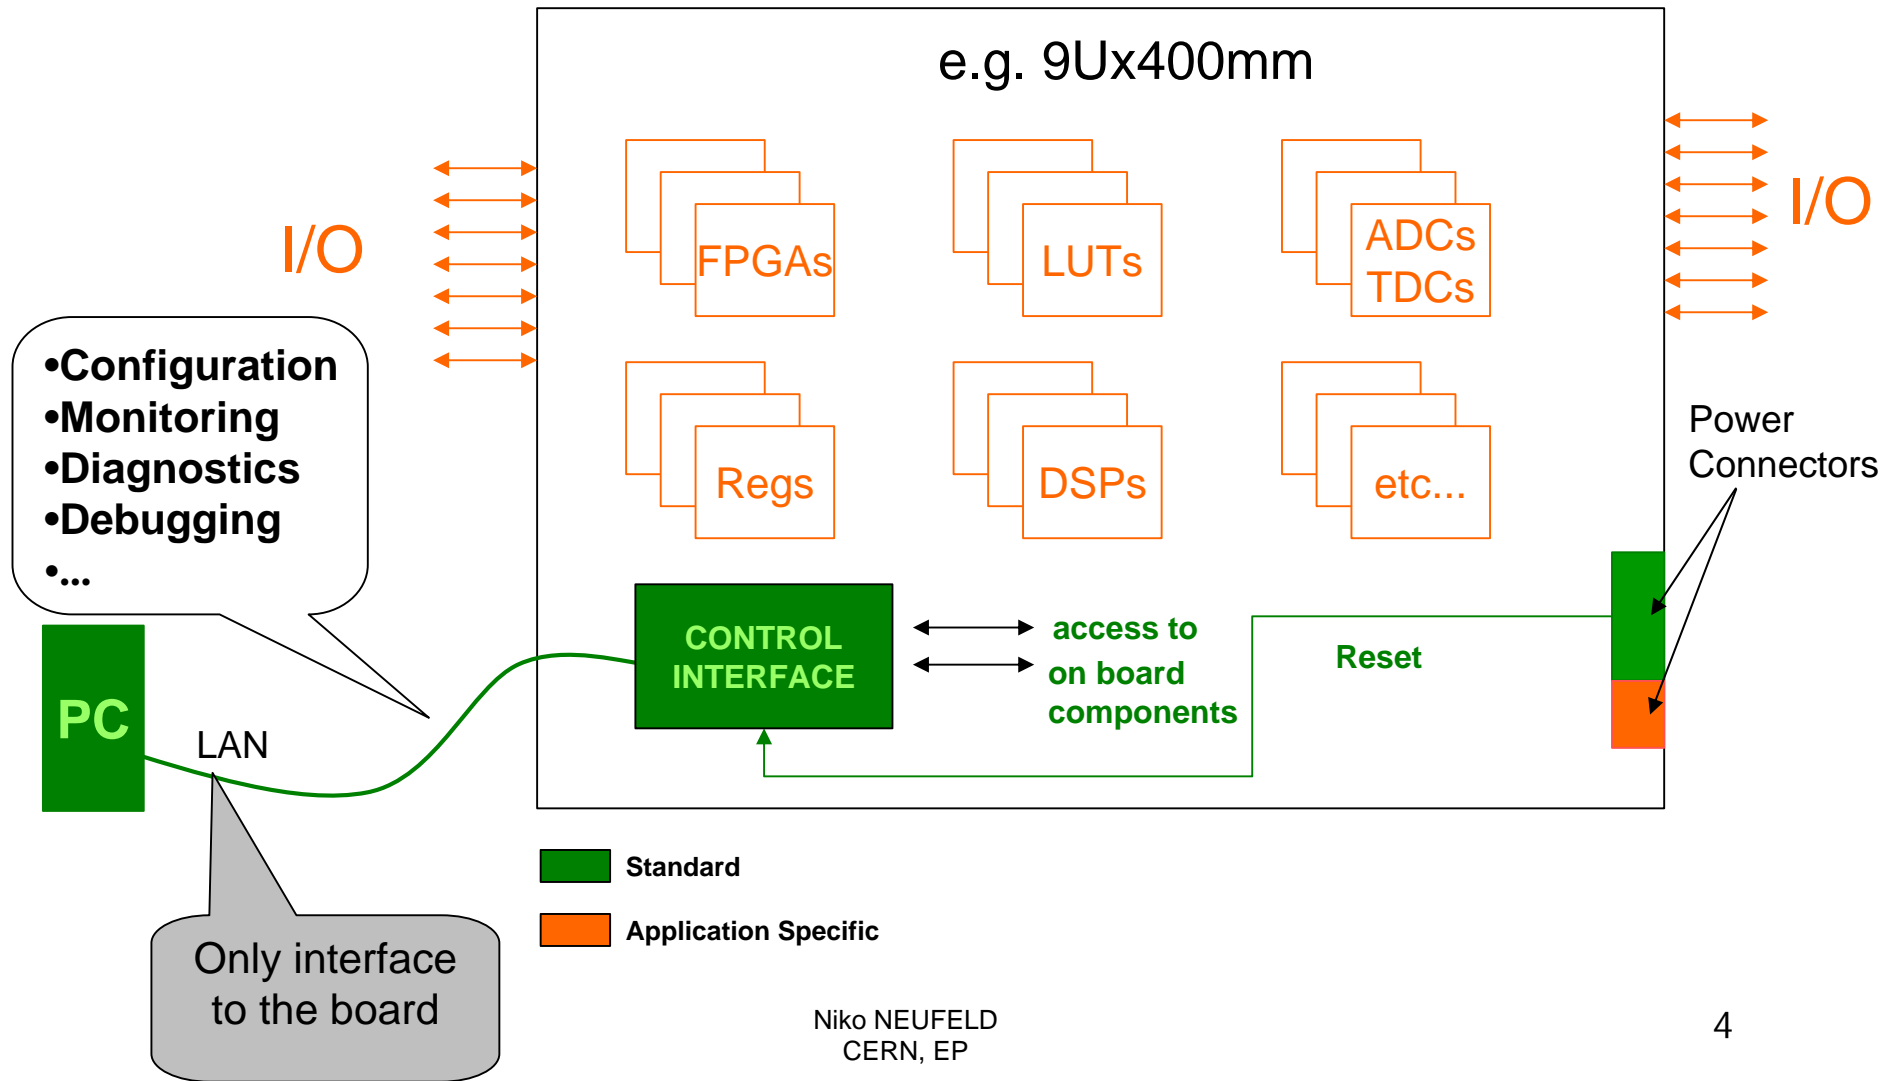 e.g. 9Ux400mm
I/O
I/O
FPGAs
LUTs
ADCs
TDCs
•Configuration
•Monitoring
•Diagnostics
•Debugging
•...
Regs
DSPs
etc...
Power
Connectors
CONTROL
INTERFACE
access to
on board
components
Reset
PC
LAN
Standard
Application Specific
Only interface
to the board
Niko NEUFELD
CERN, EP
4